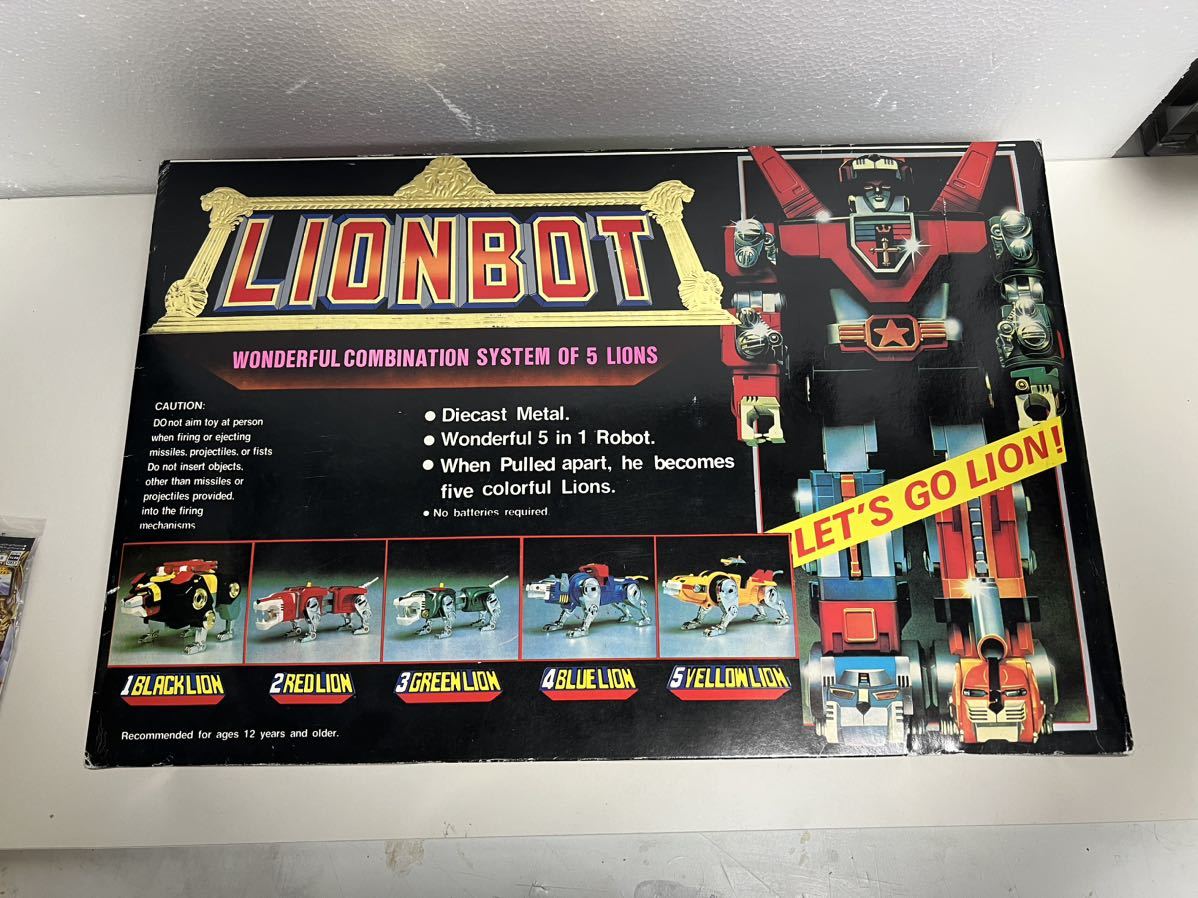 LIONBOT
WONDERFUL COMBINATION SYSTEM OF 5 LIONS
CAUTION:
DO not aim toy at person
when firing or ejecting
missiles, projectiles, or fists
Do not insert objects,
other than missiles or
projectiles provided,
into the firing
mechanisms
● Diecast Metal.
● Wonderful 5 in 1 Robot.
● When Pulled apart, he becomes
five colorful Lions.
● No batteries required
LET'S GO LION!
1 BLACK LION
2 RED LION
3 GREEN LION
4 BLUE LION
5 YELLOW LION
Recommended for ages 12 years and older.